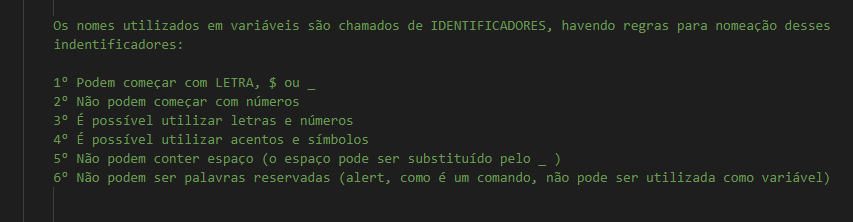 Os nomes utilizados em variáveis são chamados de IDENTIFICADORES, havendo regras para nomeação desses
indentificadores:
1º Podem começar com LETRA, $ ou _
2º Não podem começar com números
3º É possível utilizar letras e números
4º É possível utilizar acentos e símbolos
5º Não podem conter espaço (o espaço pode ser substituído pelo _ )
6º Não podem ser palavras reservadas (alert, como é um comando, não pode ser utilizada como variável)